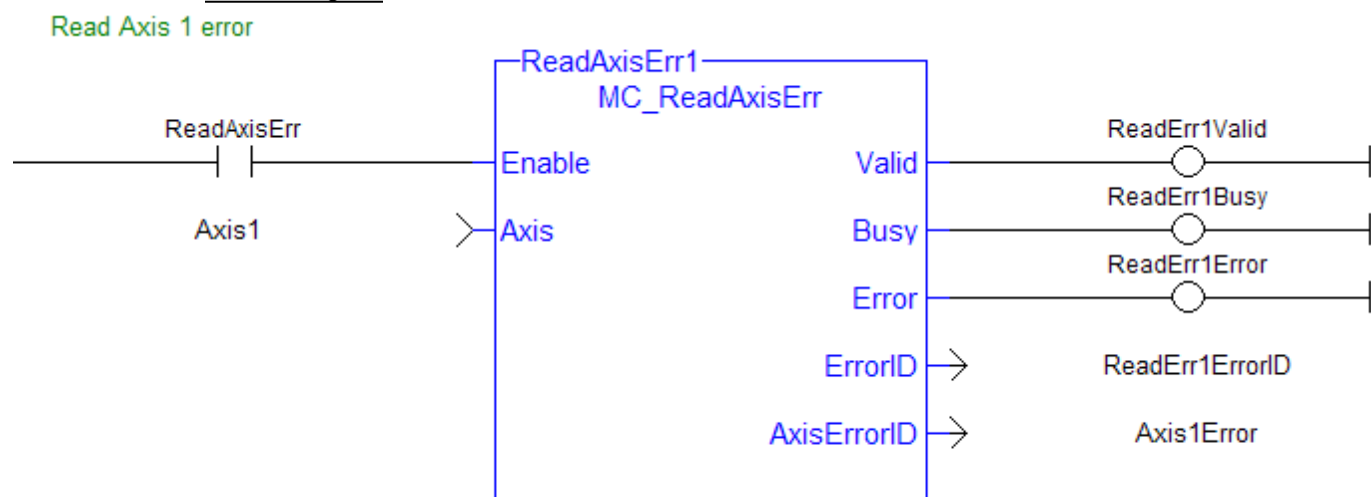 Read Axis 1 error
ReadAxisErr1
MC_ReadAxisErr
ReadAxisErr
ReadErr1Valid
Enable
Valid
ReadErr1Busy
Axis1
Axis
Busy
ReadErr1Error
Error
ErrorID
ReadErr1ErrorID
AxisErrorID
Axis1Error